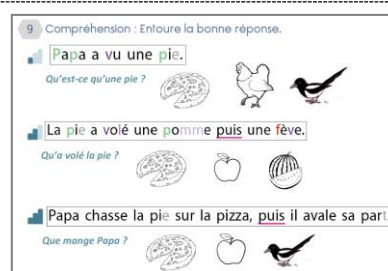 9 Compréhension : Entoure la bonne réponse.
Papa a vu une pie.
Qu'est-ce qu'une pie ?
La pie a volé une pomme puis une fève.
Qu'a volé la pie ?
Papa chasse la pie sur la pizza, puis il avale sa part
Que mange Papa ?